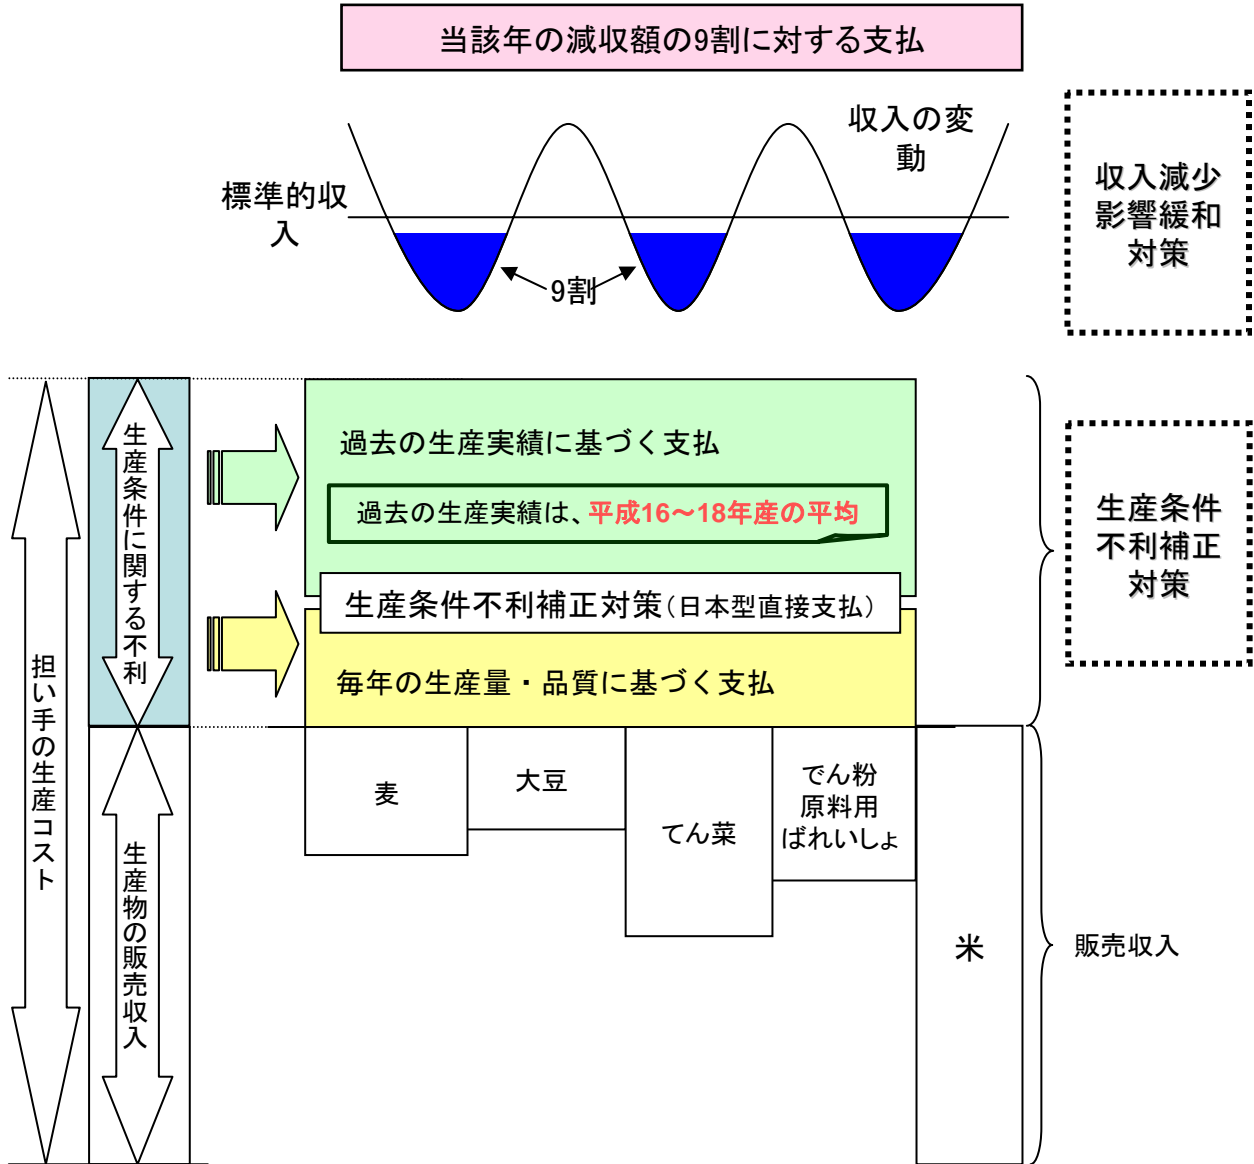 当該年の減収額の9割に対する支払
収入の変
動
標準的収
入
9割
収入減少
影響緩和
対策
過去の生産実績に基づく支払
過去の生産実績は、平成16～18年産の平均
生産条件不利補正対策(日本型直接支払)
毎年の生産量・品質に基づく支払
生産条件
不利補正
対策
担い手の生産コスト
生産条件に関する不利
生産物の販売収入
麦
大豆
てん菜
でん粉
原料用
ばれいしょ
米
販売収入